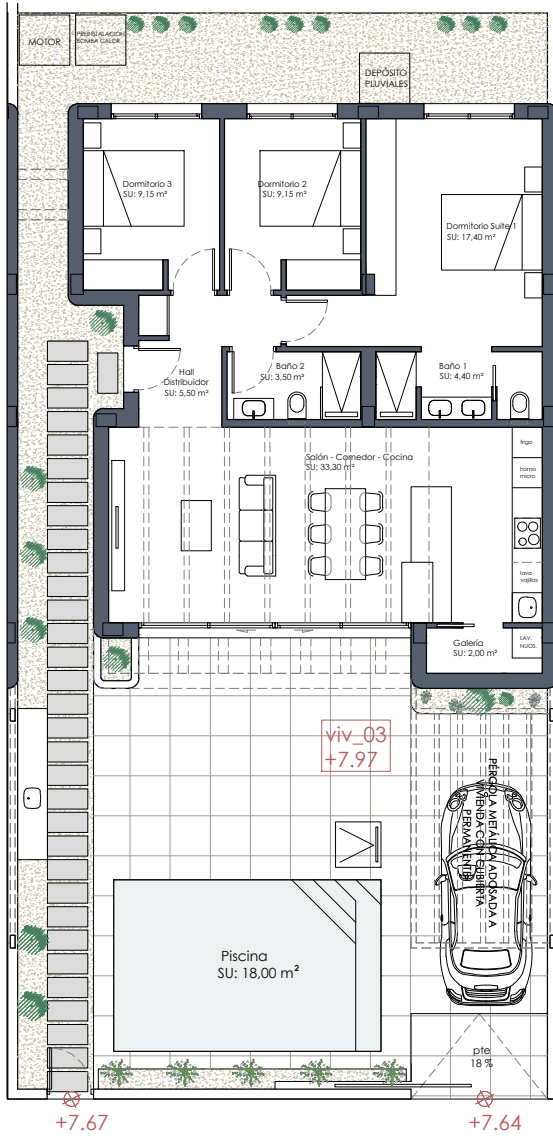 MOTOR
PREINSTALACIÓN
BOMBA CALOR
DEPÓSITO
PLUVIALES
Dormitorio 3
SU: 9,15 m²
Dormitorio 2
SU: 9,15 m²
Dormitorio Suite 1
SU: 17,40 m²
Hall
Distribuidor
SU: 5,50 m²
Baño 2
SU: 3,50 m²
Baño 1
SU: 4,40 m²
Salón - Comedor - Cocina
SU: 33,30 m²
frigo
horno
micro
lava
vajillas
Galería
SU: 2,00 m²
LAV.
NUOS.
viv_03
+7.97
PÉRGOLA METÁLICA ADOSADA A
VIVIENDA CON CUBIERTA
PERMANENTE
Piscina
SU: 18,00 m²
pte
18 %
+7.67
+7.64